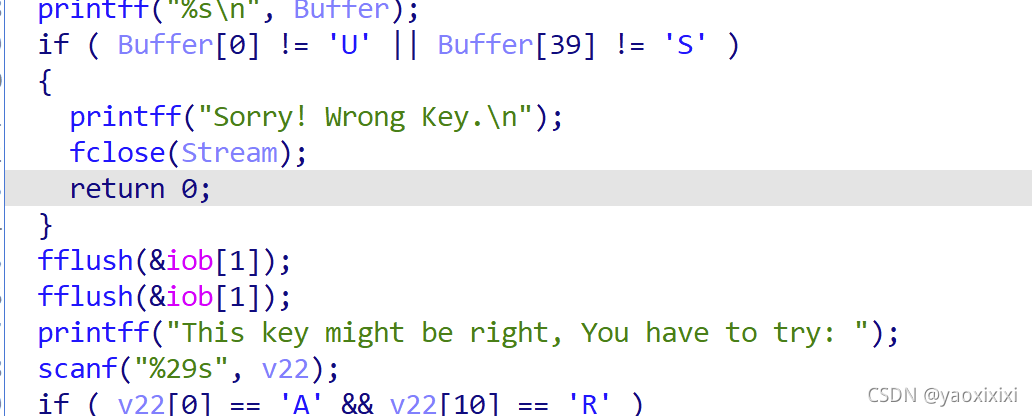 printff("%s\n", Buffer);
if ( Buffer[0] != 'U' || Buffer[39] != 'S' )
{
printff("Sorry! Wrong Key.\n");
fclose(Stream);
return 0;
}
fflush(&iob[1]);
fflush(&iob[1]);
printff("This key might be right, You have to try: ");
scanf("%29s", v22);
if ( v22[0] == 'A' && v22[10] == 'R' )
CSDN @yaoxixixi